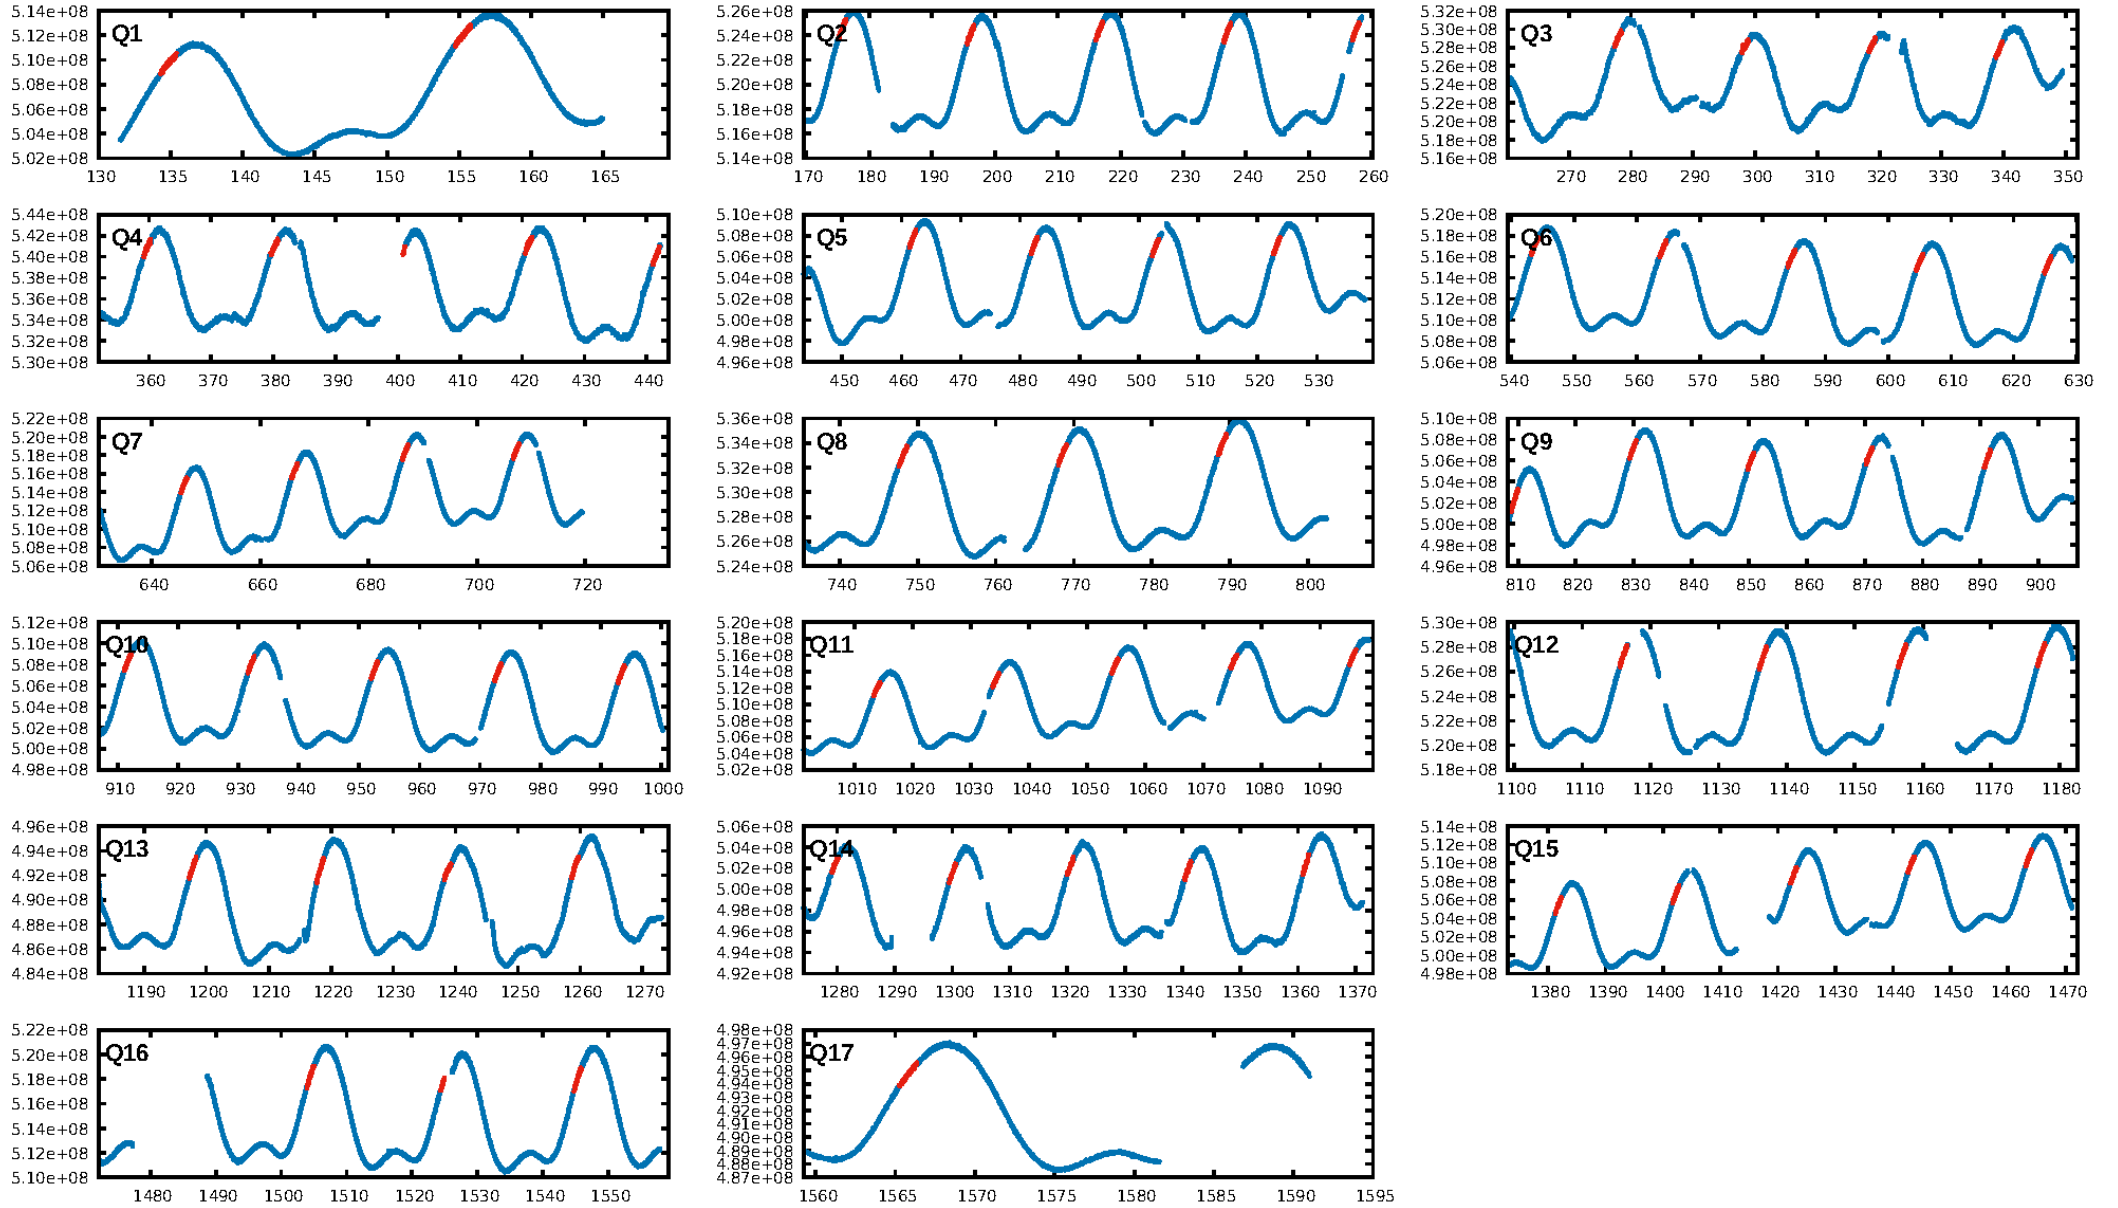 Q1
5.14e+08
5.12e+08
5.10e+08
5.08e+08
5.06e+08
5.04e+08
5.02e+08
130 135 140 145 150 155 160 165
Q2
5.26e+08
5.24e+08
5.22e+08
5.20e+08
5.18e+08
5.16e+08
5.14e+08
170 180 190 200 210 220 230 240 250 260
Q3
5.32e+08
5.30e+08
5.28e+08
5.26e+08
5.24e+08
5.22e+08
5.20e+08
5.18e+08
5.16e+08
270 280 290 300 310 320 330 340 350
Q4
5.44e+08
5.42e+08
5.40e+08
5.38e+08
5.36e+08
5.34e+08
5.32e+08
5.30e+08
360 370 380 390 400 410 420 430 440
Q5
5.10e+08
5.08e+08
5.06e+08
5.04e+08
5.02e+08
5.00e+08
4.98e+08
4.96e+08
450 460 470 480 490 500 510 520 530
Q6
5.20e+08
5.18e+08
5.16e+08
5.14e+08
5.12e+08
5.10e+08
5.08e+08
5.06e+08
540 550 560 570 580 590 600 610 620 630
Q7
5.22e+08
5.20e+08
5.18e+08
5.16e+08
5.14e+08
5.12e+08
5.10e+08
5.08e+08
5.06e+08
640 660 680 700 720
Q8
5.36e+08
5.34e+08
5.32e+08
5.30e+08
5.28e+08
5.26e+08
5.24e+08
740 750 760 770 780 790 800
Q9
5.10e+08
5.08e+08
5.06e+08
5.04e+08
5.02e+08
5.00e+08
4.98e+08
4.96e+08
810 820 830 840 850 860 870 880 890 900
Q10
5.12e+08
5.10e+08
5.08e+08
5.06e+08
5.04e+08
5.02e+08
5.00e+08
4.98e+08
910 920 930 940 950 960 970 980 990 1000
Q11
5.20e+08
5.18e+08
5.16e+08
5.14e+08
5.12e+08
5.10e+08
5.08e+08
5.06e+08
5.04e+08
5.02e+08
1010 1020 1030 1040 1050 1060 1070 1080 1090
Q12
5.30e+08
5.28e+08
5.26e+08
5.24e+08
5.22e+08
5.20e+08
5.18e+08
1100 1110 1120 1130 1140 1150 1160 1170 1180
Q13
4.96e+08
4.94e+08
4.92e+08
4.90e+08
4.88e+08
4.86e+08
4.84e+08
1190 1200 1210 1220 1230 1240 1250 1260 1270
Q14
5.06e+08
5.04e+08
5.02e+08
5.00e+08
4.98e+08
4.96e+08
4.94e+08
4.92e+08
1280 1290 1300 1310 1320 1330 1340 1350 1360 1370
Q15
5.14e+08
5.12e+08
5.10e+08
5.08e+08
5.06e+08
5.04e+08
5.02e+08
5.00e+08
4.98e+08
1380 1390 1400 1410 1420 1430 1440 1450 1460 1470
Q16
5.22e+08
5.20e+08
5.18e+08
5.16e+08
5.14e+08
5.12e+08
5.10e+08
1480 1490 1500 1510 1520 1530 1540 1550
Q17
4.98e+08
4.97e+08
4.96e+08
4.95e+08
4.94e+08
4.93e+08
4.92e+08
4.91e+08
4.90e+08
4.89e+08
4.88e+08
4.87e+08
1560 1565 1570 1575 1580 1585 1590 1595